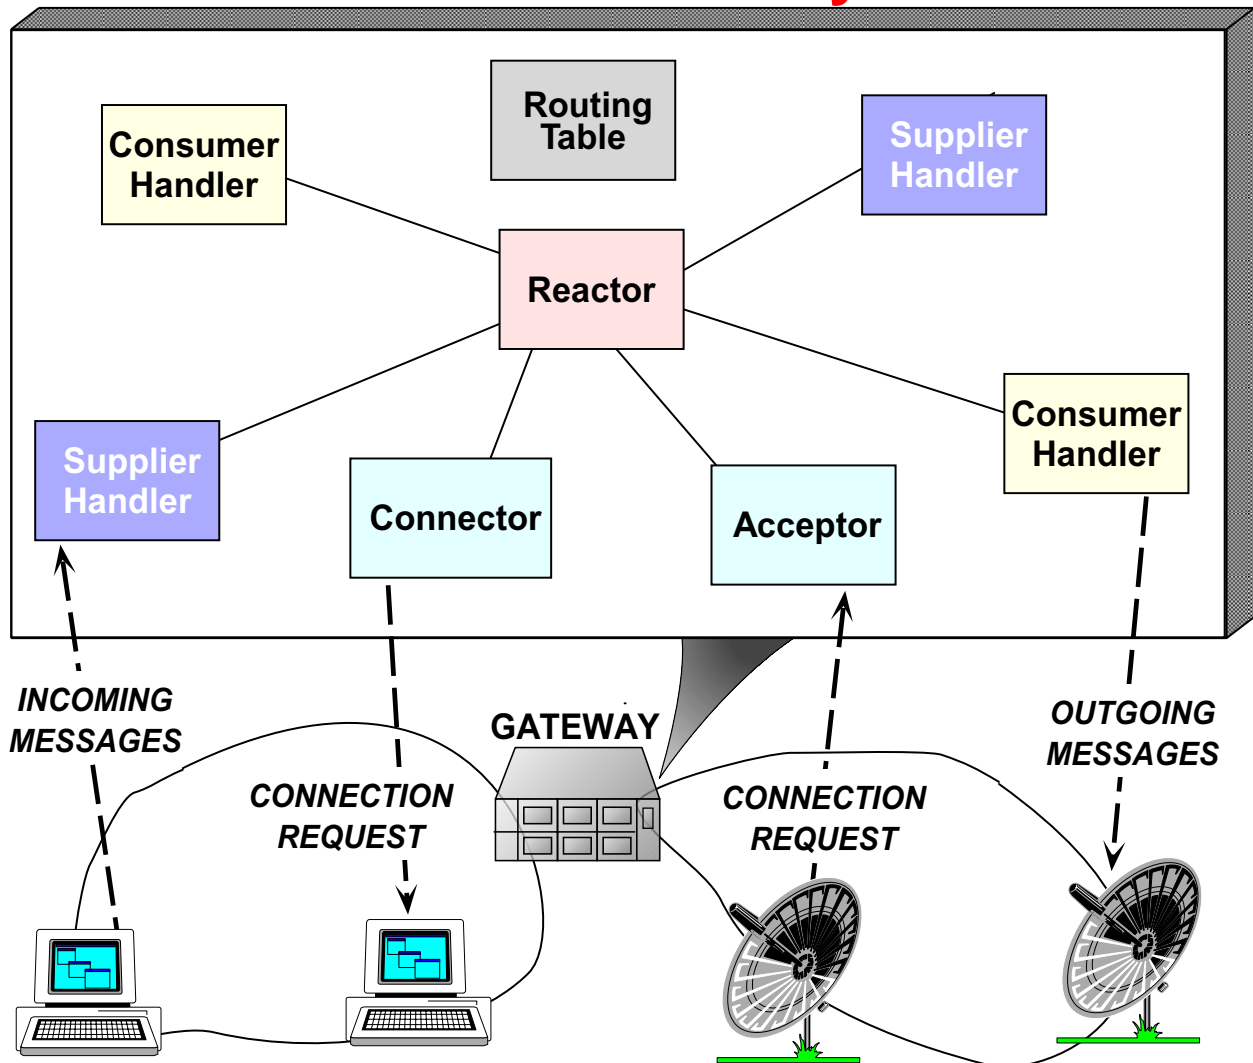 Routing
Table
Consumer
Handler
Supplier
Handler
Reactor
Consumer
Handler
Supplier
Handler
Connector
Acceptor
INCOMING
MESSAGES
GATEWAY
OUTGOING
MESSAGES
CONNECTION
REQUEST
CONNECTION
REQUEST